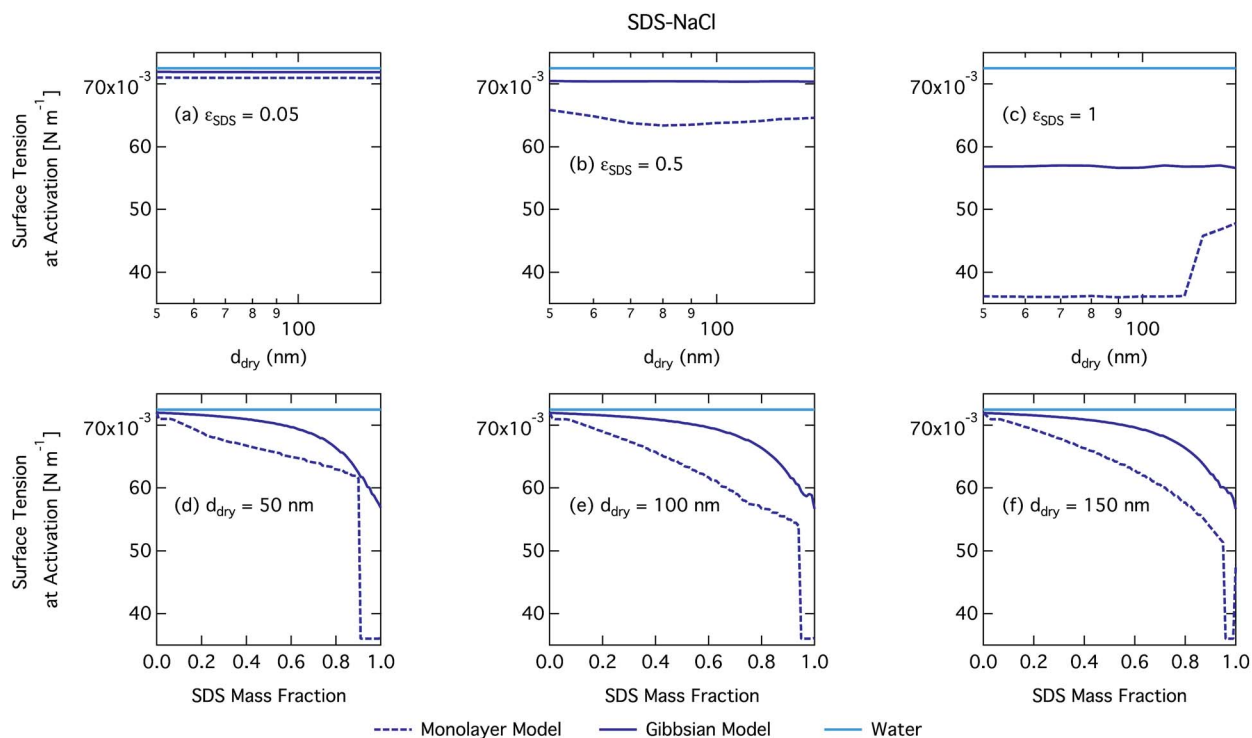 SDS-NaCl
Surface Tension
at Activation [N m⁻¹]
70x10⁻³
60
50
40
(a) ε_SDS = 0.05
5 6 7 8 9 100
d_dry (nm)
70x10⁻³
60
50
40
(b) ε_SDS = 0.5
5 6 7 8 9 100
d_dry (nm)
70x10⁻³
60
50
40
(c) ε_SDS = 1
5 6 7 8 9 100
d_dry (nm)
Surface Tension
at Activation [N m⁻¹]
70x10⁻³
60
50
40
(d) d_dry = 50 nm
0.0 0.2 0.4 0.6 0.8 1.0
SDS Mass Fraction
70x10⁻³
60
50
40
(e) d_dry = 100 nm
0.0 0.2 0.4 0.6 0.8 1.0
SDS Mass Fraction
70x10⁻³
60
50
40
(f) d_dry = 150 nm
0.0 0.2 0.4 0.6 0.8 1.0
SDS Mass Fraction
Monolayer Model Gibbsian Model Water